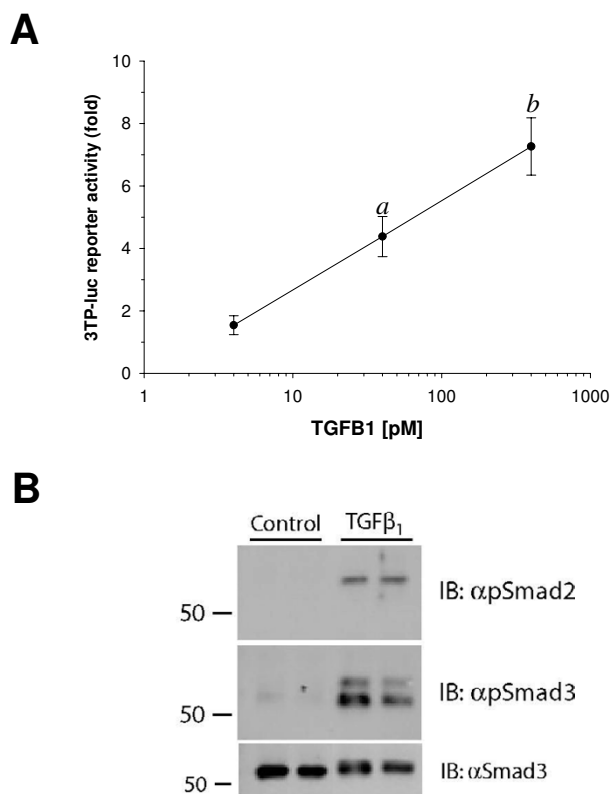 A
10
8
6
4
2
0
3TP-luc reporter activity (fold)
a
b
1 10 100 1000
TGFB1 [pM]
B
Control TGFβ₁
50
IB: αpSmad2
50
IB: αpSmad3
50
IB: αSmad3